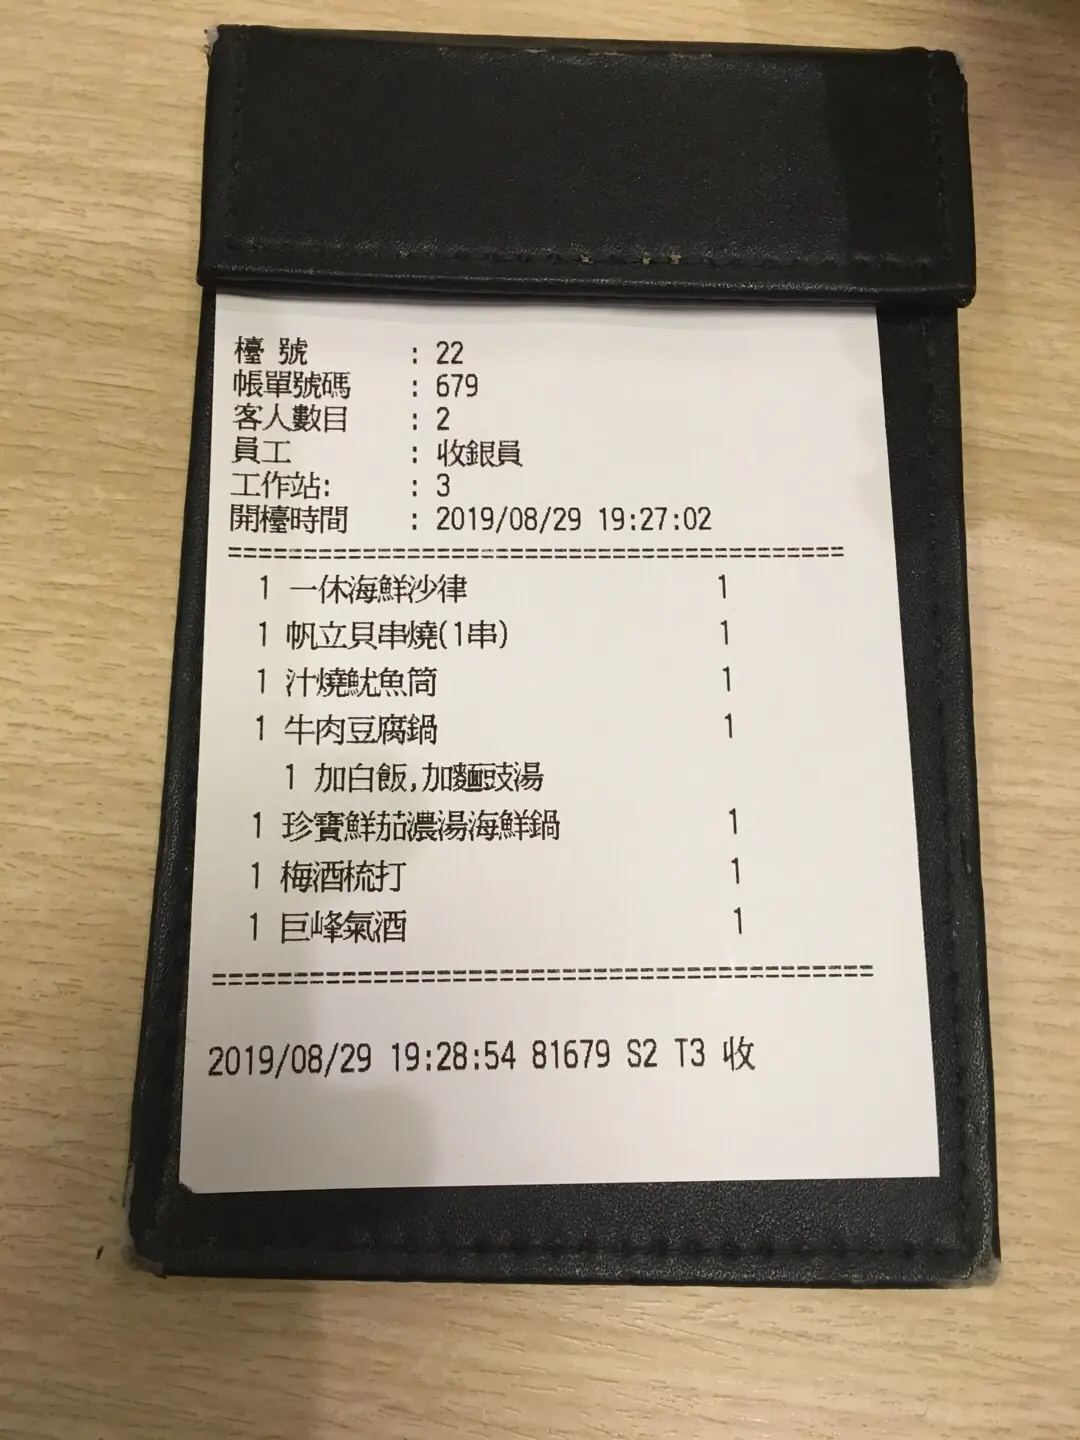 檯 號 : 22
帳單號碼 : 679
客人數目 : 2
員工 : 收銀員
工作站: : 3
開檯時間 : 2019/08/29 19:27:02
=========================================
1 一休海鮮沙律 1
1 帆立貝串燒(1串) 1
1 汁燒魷魚筒 1
1 牛肉豆腐鍋 1
1 加白飯,加麵豉湯
1 珍寶鮮茄濃湯海鮮鍋 1
1 梅酒梳打 1
1 巨峰氣酒 1
=========================================
2019/08/29 19:28:54 81679 S2 T3 收